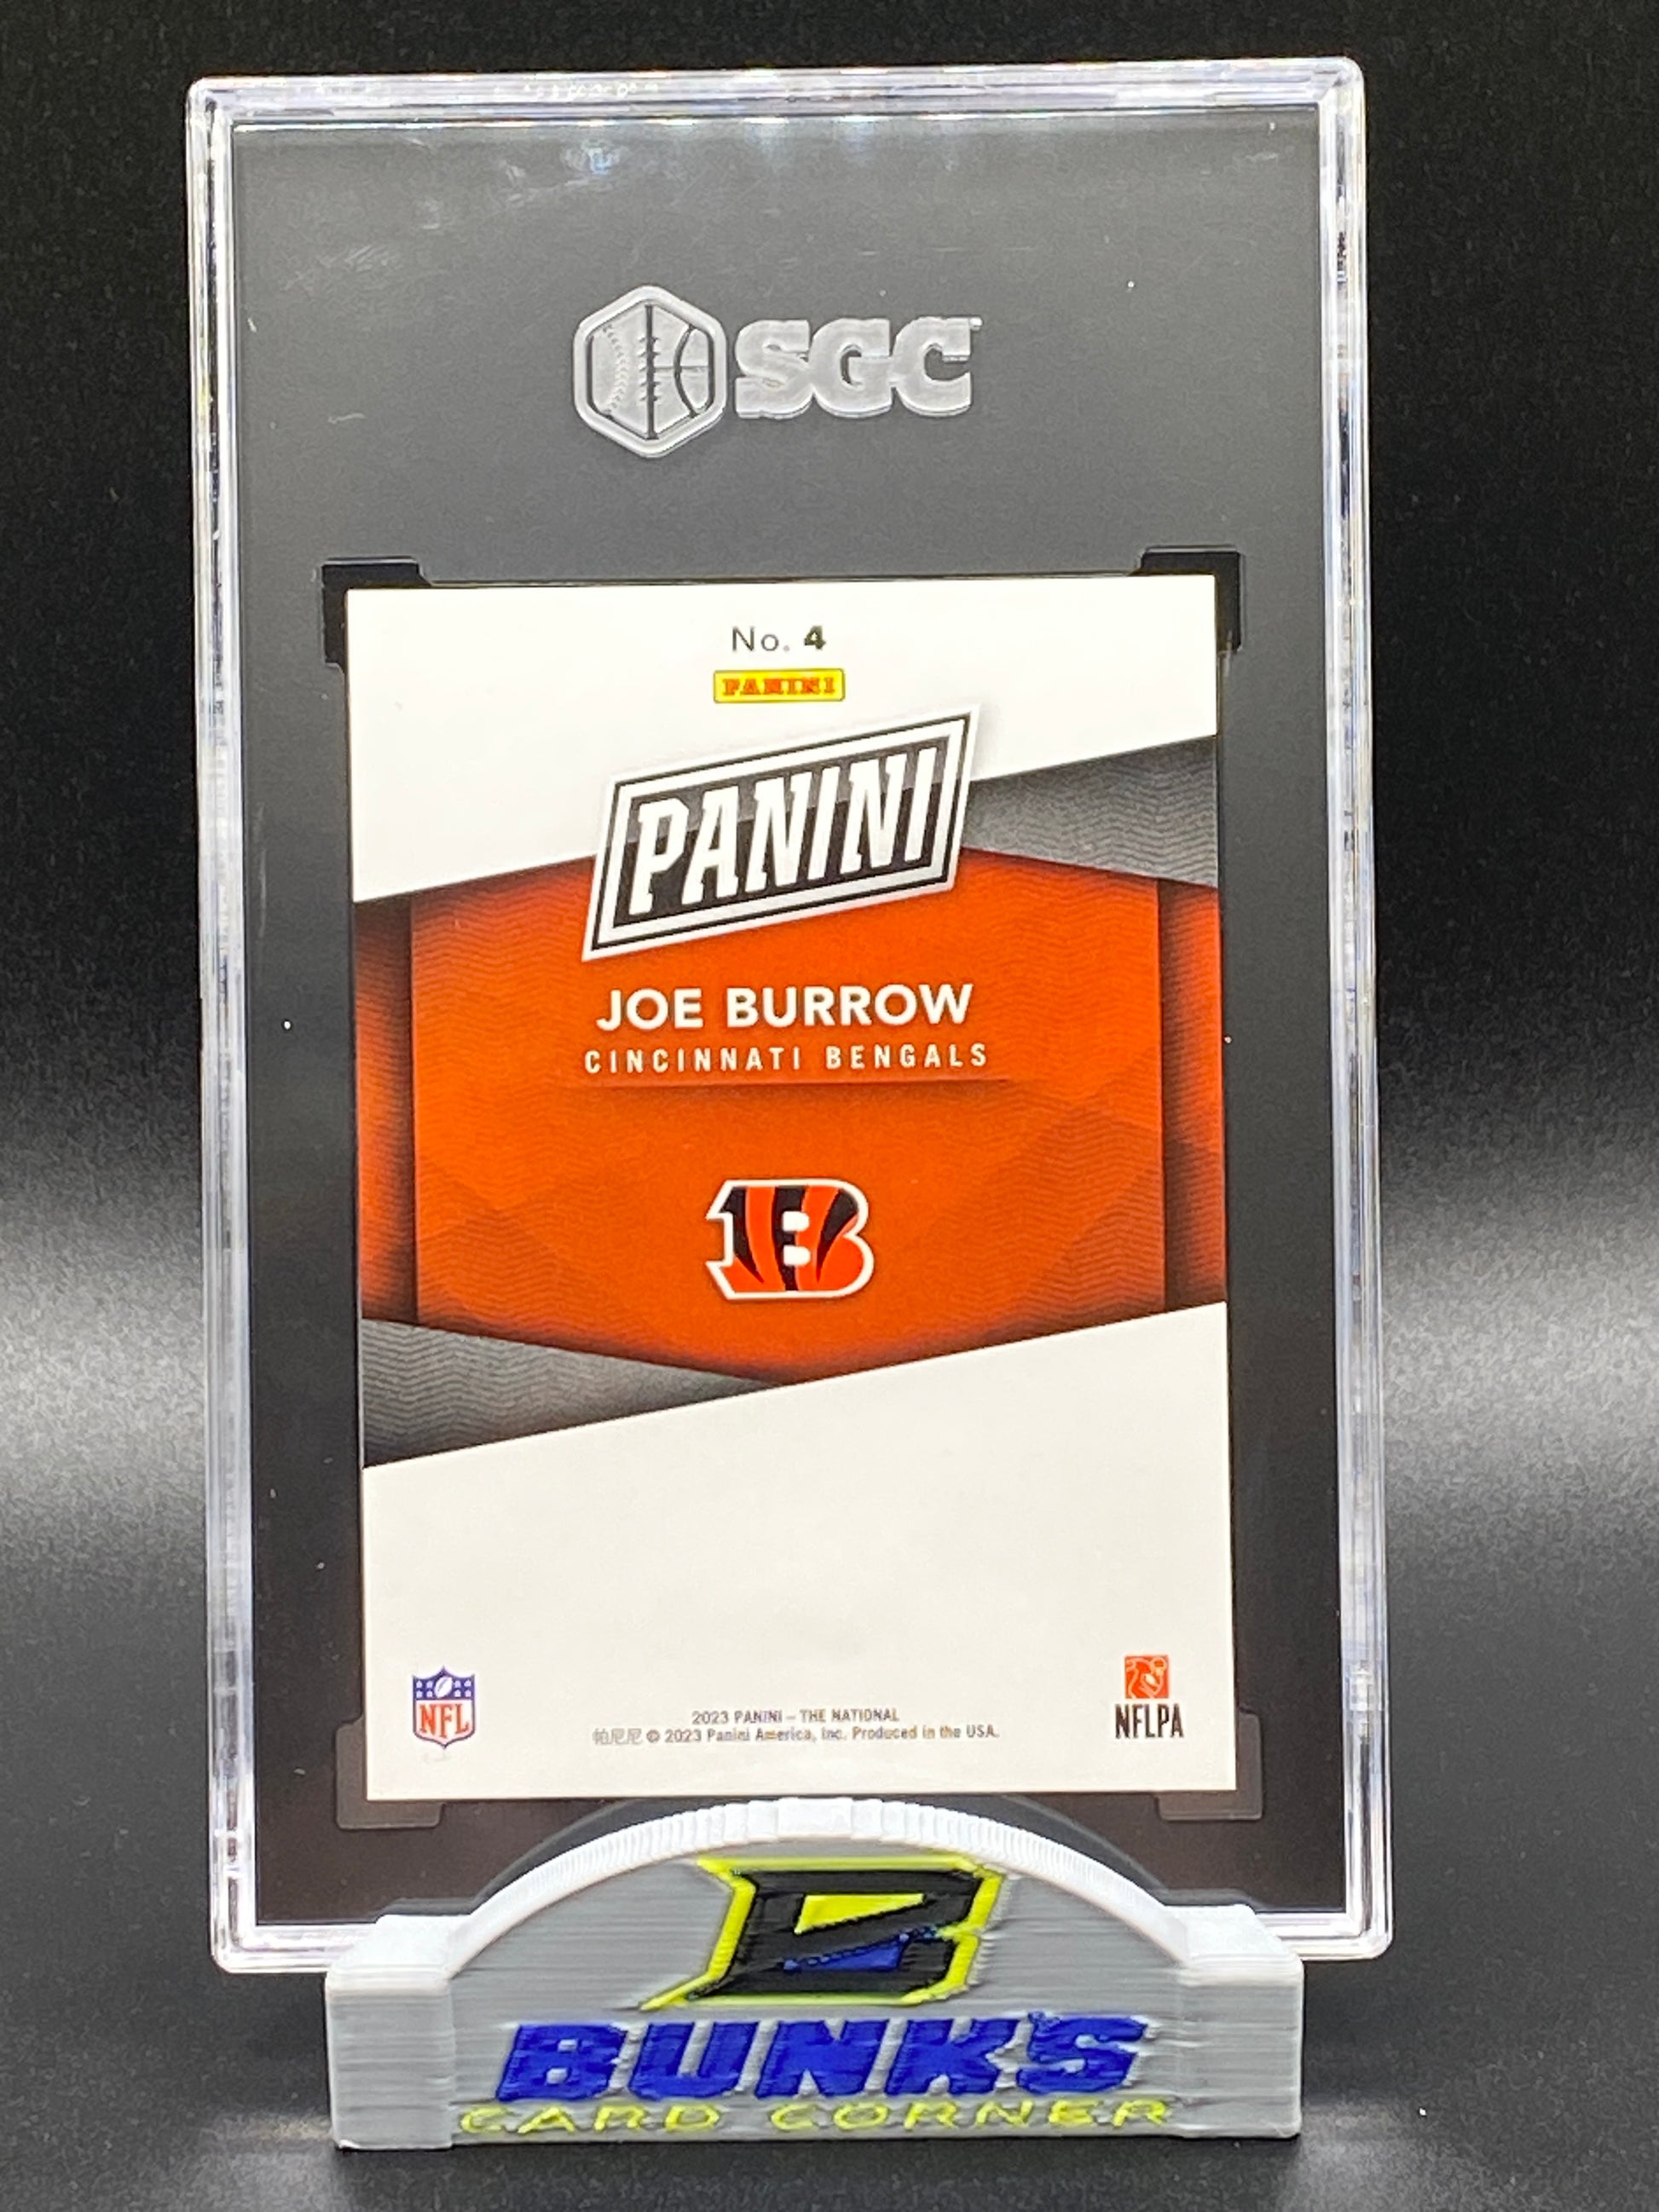 SGC
No. 4
PANINI
PANINI
JOE BURROW
CINCINNATI BENGALS
B
NFL
NFLPA
2023 PANINI – THE NATIONAL
帕尼尼 © 2023 Panini America, Inc. Produced in the USA.
B
BUNK'S
CARD CORNER